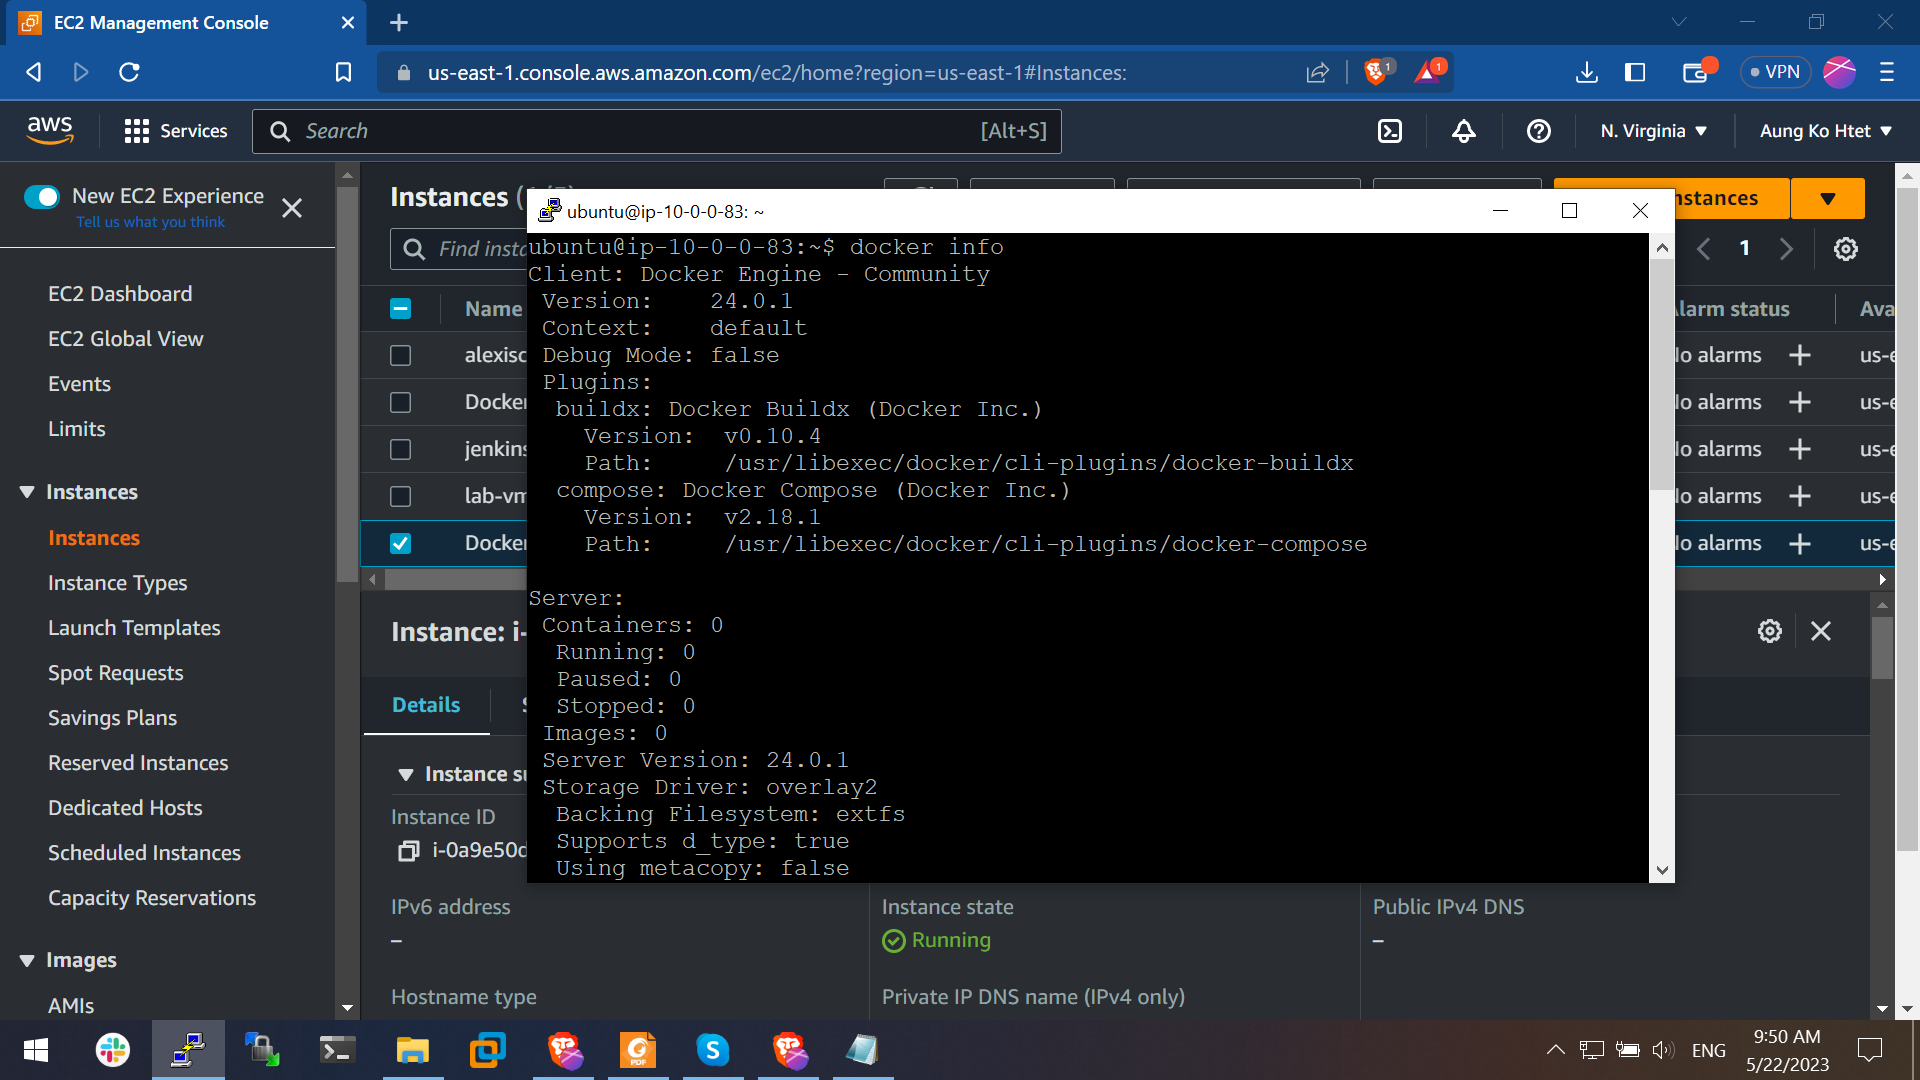 EC2 Management Console
us-east-1.console.aws.amazon.com/ec2/home?region=us-east-1#Instances:
1
1
VPN
aws
Services
Search
[Alt+S]
N. Virginia
Aung Ko Htet
New EC2 Experience
Tell us what you think
EC2 Dashboard
EC2 Global View
Events
Limits
Instances
Instances
Instance Types
Launch Templates
Spot Requests
Savings Plans
Reserved Instances
Dedicated Hosts
Scheduled Instances
Capacity Reservations
Images
AMIs
Instances
nstances
Find inst
1
Name
larm status
Ava
alexisc
o alarms
us-e
Docker
o alarms
us-e
jenkins
o alarms
us-e
lab-vm
o alarms
us-e
Docker
o alarms
us-e
ubuntu@ip-10-0-0-83: ~
ubuntu@ip-10-0-0-83:~$ docker info
Client: Docker Engine - Community
Version:    24.0.1
Context:    default
Debug Mode: false
Plugins:
buildx: Docker Buildx (Docker Inc.)
Version:  v0.10.4
Path:     /usr/libexec/docker/cli-plugins/docker-buildx
compose: Docker Compose (Docker Inc.)
Version:  v2.18.1
Path:     /usr/libexec/docker/cli-plugins/docker-compose
Server:
Containers: 0
Running: 0
Paused: 0
Stopped: 0
Images: 0
Server Version: 24.0.1
Storage Driver: overlay2
Backing Filesystem: extfs
Supports d_type: true
Using metacopy: false
Instance: i-
Details
Instance su
Instance ID
i-0a9e50d
IPv6 address
–
Instance state
Running
Public IPv4 DNS
–
Hostname type
Private IP DNS name (IPv4 only)
PDF
ENG
9:50 AM
5/22/2023